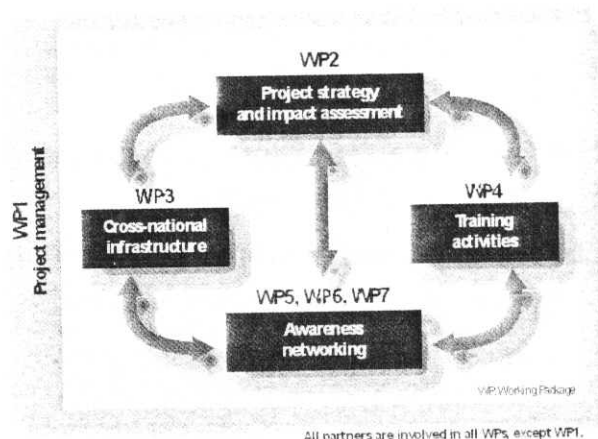 WP2
Project strategy
and impact assessment
WP1
Project management
WP3
Cross-national
infrastructure
WP4
Training
activities
WP5, WP6, WP7
Awareness
networking
WP:Working Package
All partners are involved in all WPs, except WP1.